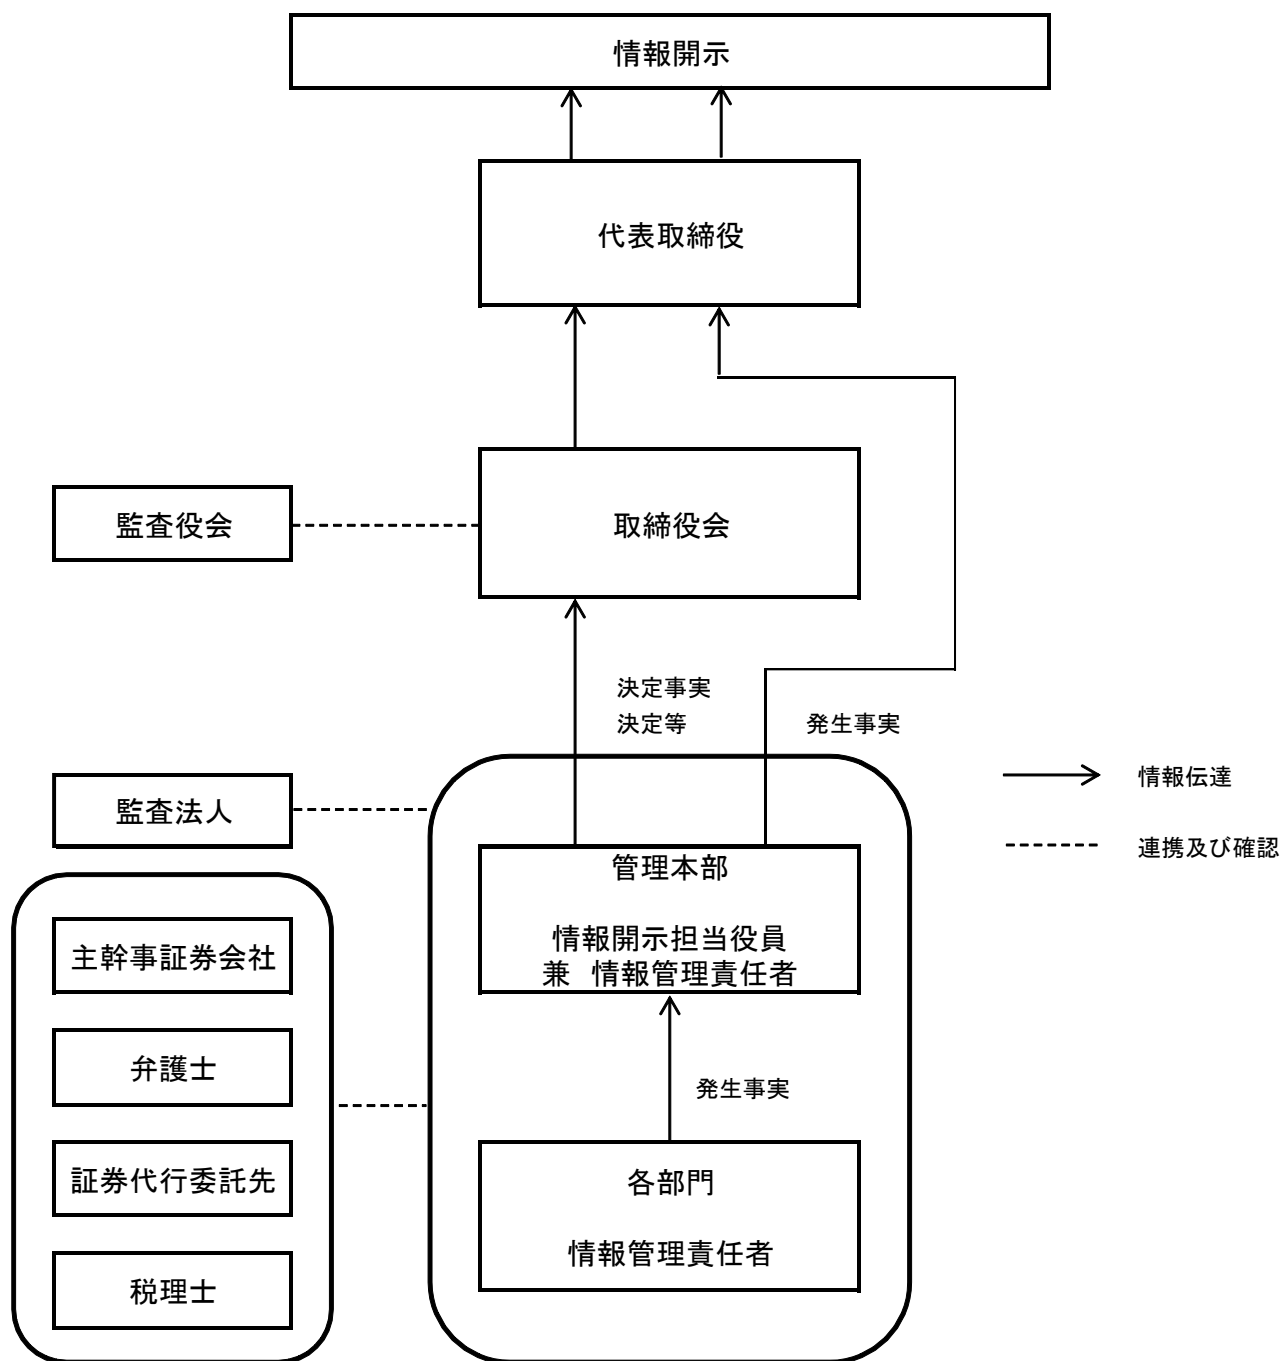 情報開示
代表取締役
監査役会
取締役会
決定事実
決定等
発生事実
情報伝達
連携及び確認
監査法人
管理本部
情報開示担当役員
兼 情報管理責任者
主幹事証券会社
弁護士
発生事実
証券代行委託先
各部門
情報管理責任者
税理士